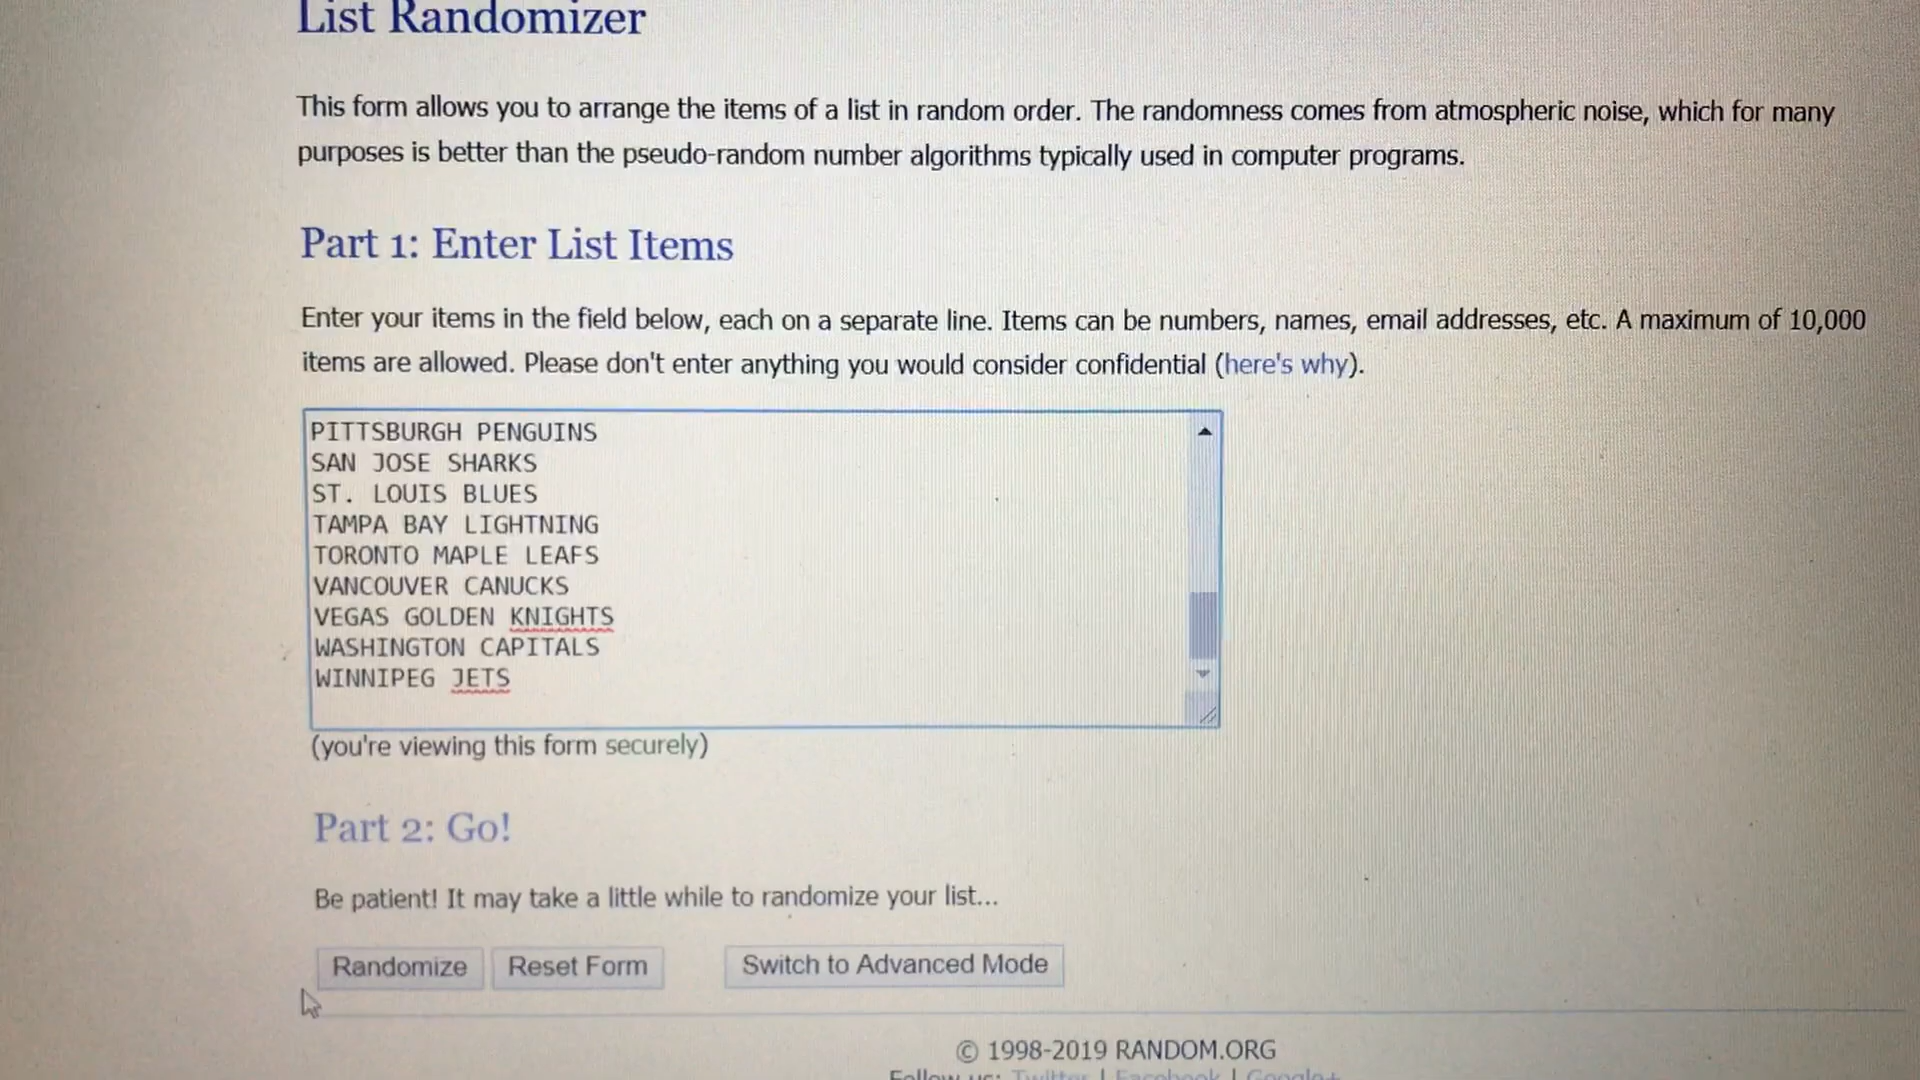 List Randomizer
This form allows you to arrange the items of a list in random order. The randomness comes from atmospheric noise, which for many
purposes is better than the pseudo-random number algorithms typically used in computer programs.
Part 1: Enter List Items
Enter your items in the field below, each on a separate line. Items can be numbers, names, email addresses, etc. A maximum of 10,000
items are allowed. Please don't enter anything you would consider confidential (here's why).
PITTSBURGH PENGUINS
SAN JOSE SHARKS
ST. LOUIS BLUES
TAMPA BAY LIGHTNING
TORONTO MAPLE LEAFS
VANCOUVER CANUCKS
VEGAS GOLDEN KNIGHTS
WASHINGTON CAPITALS
WINNIPEG JETS
(you're viewing this form securely)
Part 2: Go!
Be patient! It may take a little while to randomize your list...
Randomize Reset Form Switch to Advanced Mode
© 1998-2019 RANDOM.ORG
Follow us: Twitter | Facebook | Google+